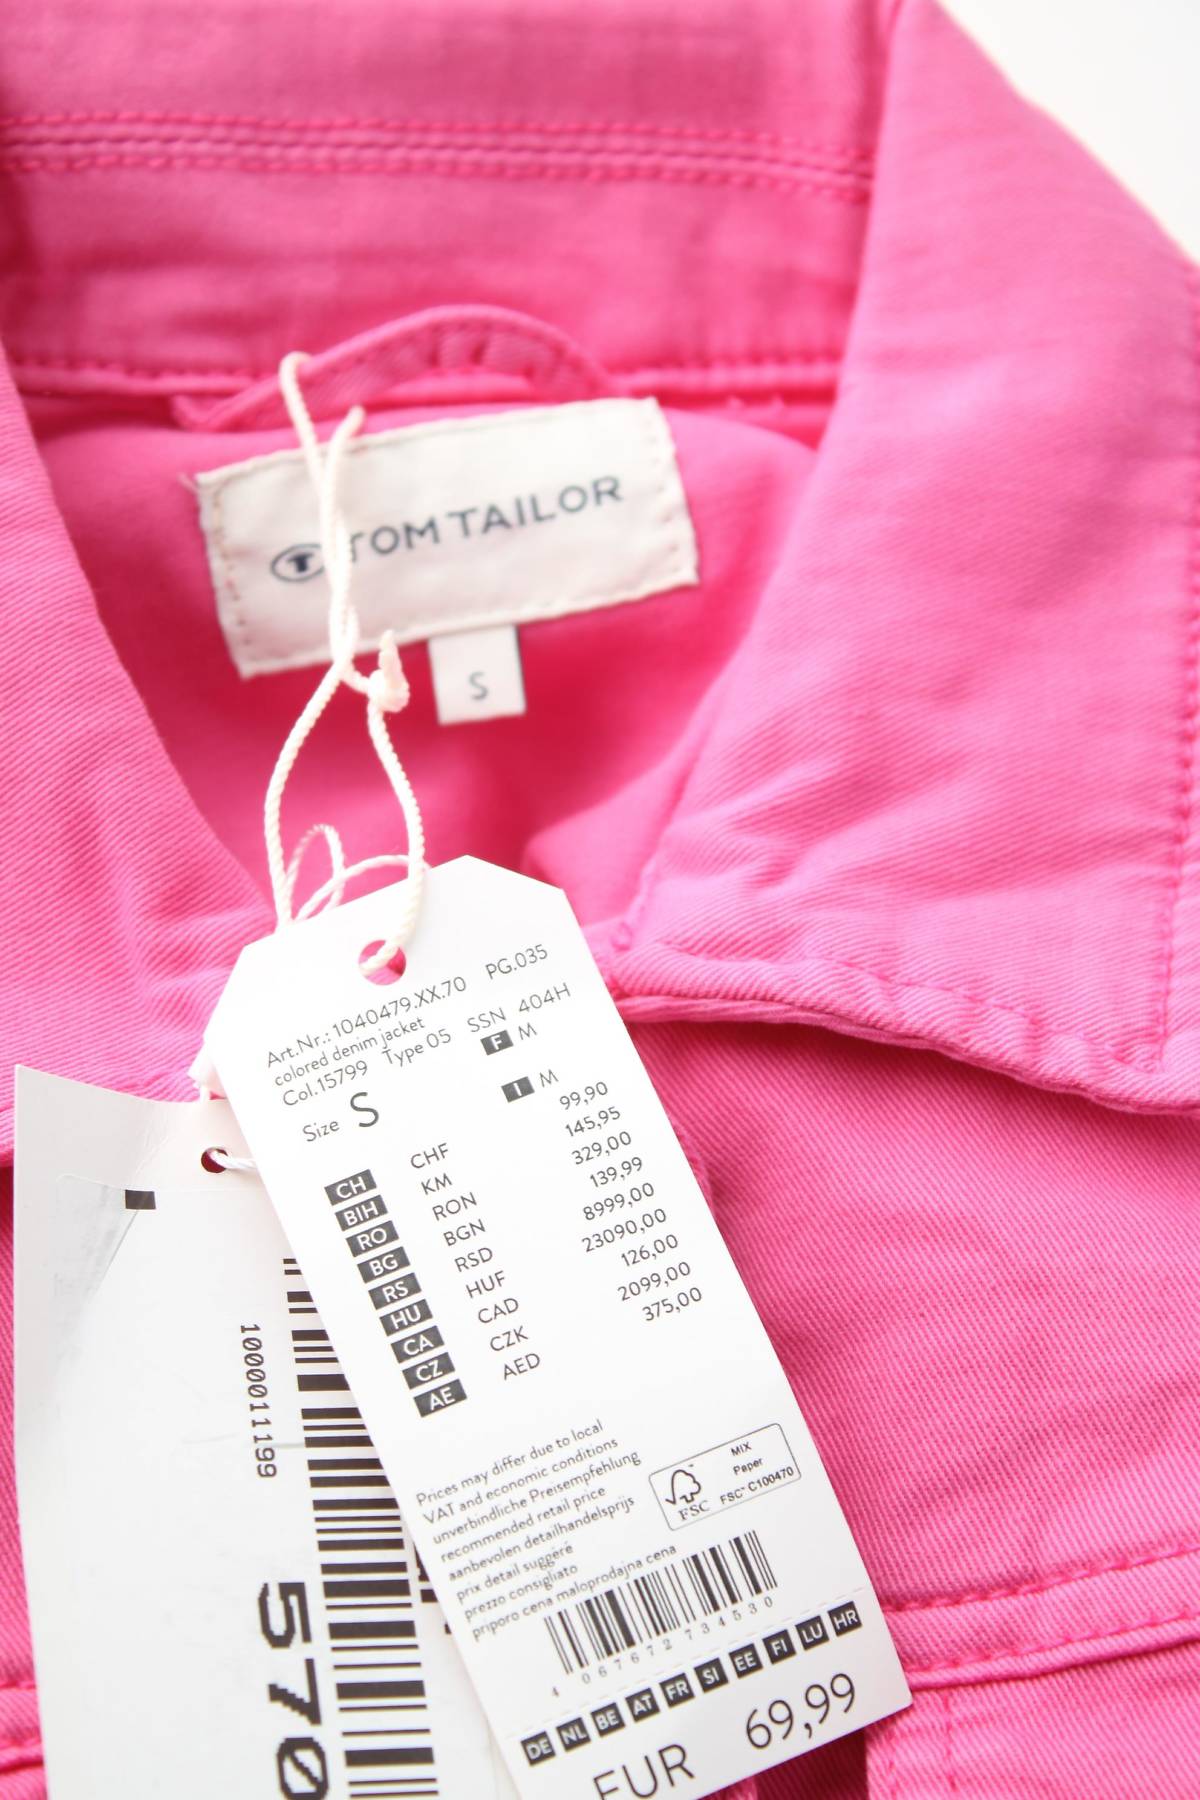 TOM TAILOR
S
Art.Nr.: 1040479.XX.70 PG.035
colored denim jacket
Col.15799 Type 05 SSN 404H
F M
Size S I M
CH CHF 99,90
BIH KM 145,95
RO RON 329,00
BG BGN 139,99
RS RSD 8999,00
HU HUF 23090,00
CA CAD 126,00
CZ CZK 2099,00
AE AED 375,00
Prices may differ due to local
VAT and economic conditions
unverbindliche Preisempfehlung
recommended retail price
aanbevolen detailhandelsprijs
prix detail suggéré
prezzo consigliato
priporo cena maloprodajna cena
MIX
Paper
FSC™ C100470
FSC
4 067672 734530
DE NL BE AT FR SI EE FI LU HR
EUR 69,99
1000011199
570